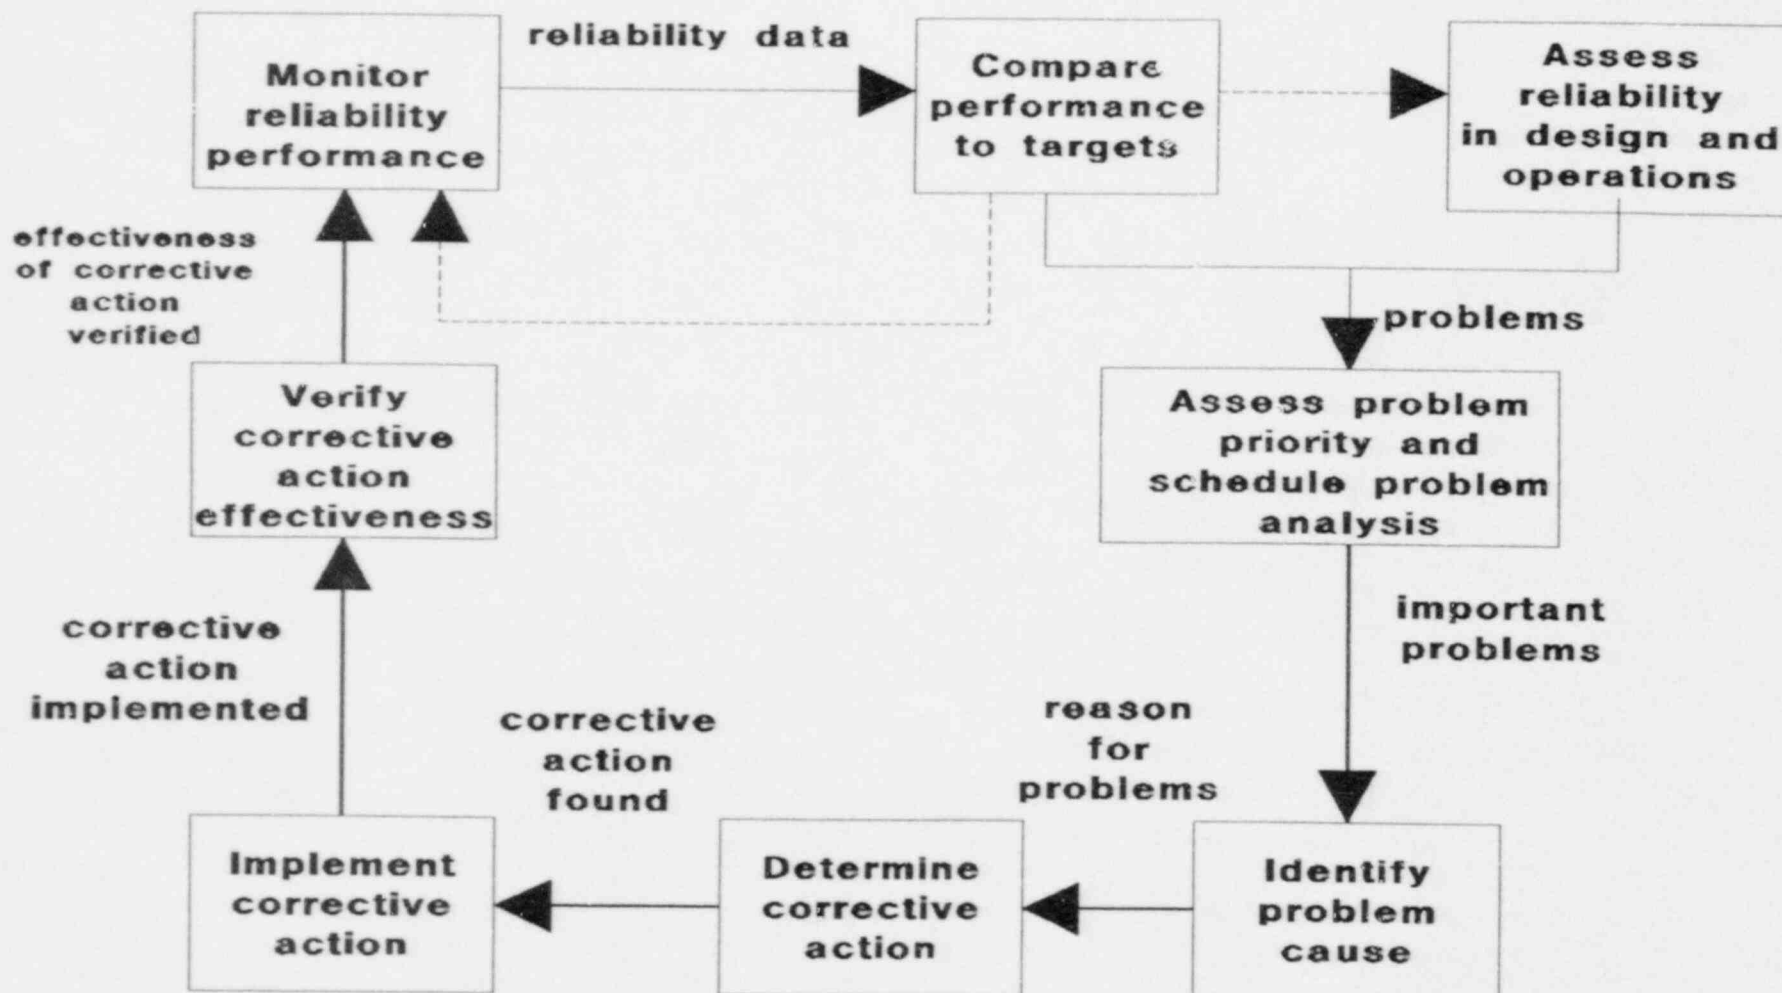 Monitor
reliability
performance
reliability data
Compare
performance
to targets
Assess
reliability
in design and
operations
effectiveness
of corrective
action
verified
problems
Verify
corrective
action
effectiveness
Assess problem
priority and
schedule problem
analysis
corrective
action
implemented
important
problems
corrective
action
found
reason
for
problems
Implement
corrective
action
Determine
corrective
action
Identify
problem
cause